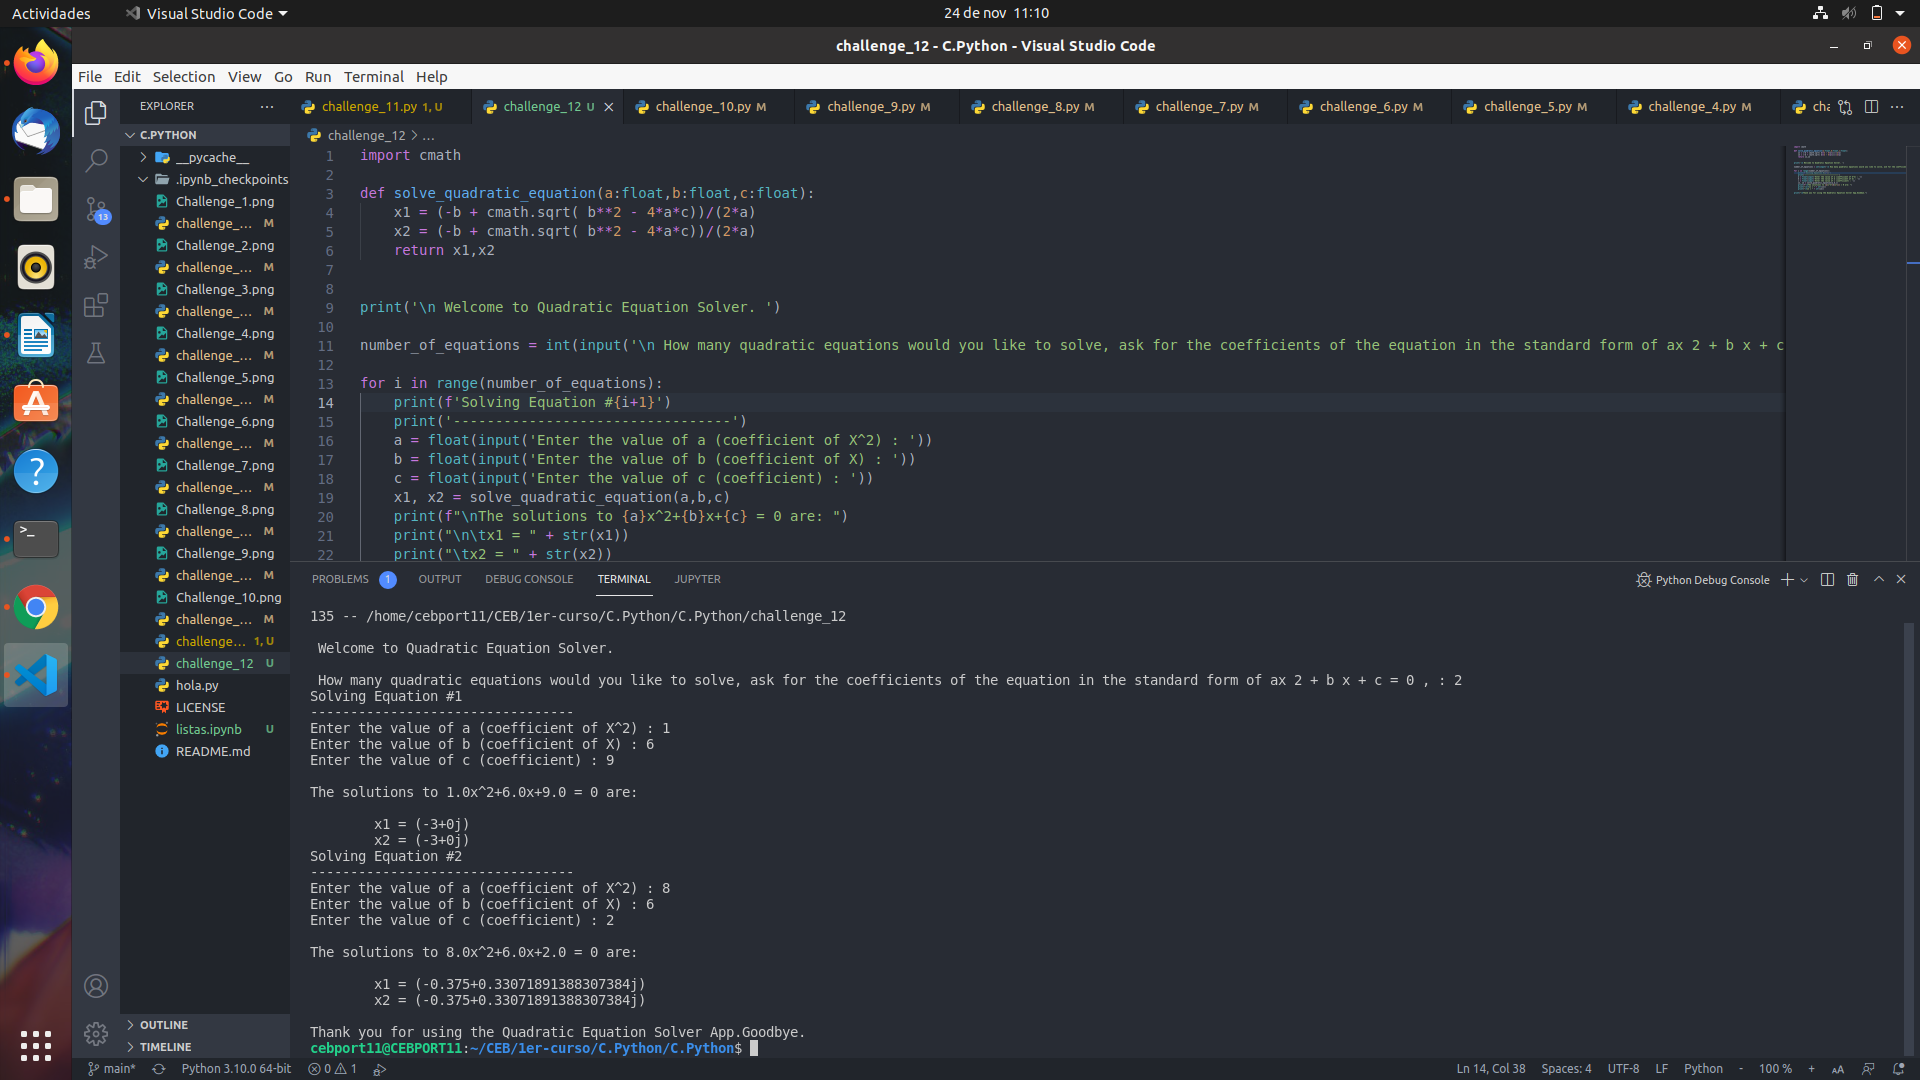 Actividades
Visual Studio Code
24 de nov 11:10
challenge_12 - C.Python - Visual Studio Code
File Edit Selection View Go Run Terminal Help
EXPLORER
challenge_11.py 1, U
challenge_12 U
challenge_10.py M
challenge_9.py M
challenge_8.py M
challenge_7.py M
challenge_6.py M
challenge_5.py M
challenge_4.py M
C.PYTHON
__pycache__
.ipynb_checkpoints
Challenge_1.png
challenge_... M
Challenge_2.png
challenge_... M
Challenge_3.png
challenge_... M
Challenge_4.png
challenge_... M
Challenge_5.png
challenge_... M
Challenge_6.png
challenge_... M
Challenge_7.png
challenge_... M
Challenge_8.png
challenge_... M
Challenge_9.png
challenge_... M
Challenge_10.png
challenge_... M
challenge... 1, U
challenge_12 U
hola.py
LICENSE
listas.ipynb U
README.md
OUTLINE
TIMELINE
13
challenge_12 > ...
1 import cmath
2
3 def solve_quadratic_equation(a:float,b:float,c:float):
4 x1 = (-b + cmath.sqrt( b**2 - 4*a*c))/(2*a)
5 x2 = (-b + cmath.sqrt( b**2 - 4*a*c))/(2*a)
6 return x1,x2
7
8
9 print('\n Welcome to Quadratic Equation Solver. ')
10
11 number_of_equations = int(input('\n How many quadratic equations would you like to solve, ask for the coefficients of the equation in the standard form of ax 2 + b x + c
12
13 for i in range(number_of_equations):
14 print(f'Solving Equation #{i+1}')
15 print('---------------------------------')
16 a = float(input('Enter the value of a (coefficient of X^2) : '))
17 b = float(input('Enter the value of b (coefficient of X) : '))
18 c = float(input('Enter the value of c (coefficient) : '))
19 x1, x2 = solve_quadratic_equation(a,b,c)
20 print(f"\nThe solutions to {a}x^2+{b}x+{c} = 0 are: ")
21 print("\n\tx1 = " + str(x1))
22 print("\tx2 = " + str(x2))
PROBLEMS 1 OUTPUT DEBUG CONSOLE TERMINAL JUPYTER
Python Debug Console
135 -- /home/cebport11/CEB/1er-curso/C.Python/C.Python/challenge_12
Welcome to Quadratic Equation Solver.
How many quadratic equations would you like to solve, ask for the coefficients of the equation in the standard form of ax 2 + b x + c = 0 , : 2
Solving Equation #1
---------------------------------
Enter the value of a (coefficient of X^2) : 1
Enter the value of b (coefficient of X) : 6
Enter the value of c (coefficient) : 9
The solutions to 1.0x^2+6.0x+9.0 = 0 are:
x1 = (-3+0j)
x2 = (-3+0j)
Solving Equation #2
---------------------------------
Enter the value of a (coefficient of X^2) : 8
Enter the value of b (coefficient of X) : 6
Enter the value of c (coefficient) : 2
The solutions to 8.0x^2+6.0x+2.0 = 0 are:
x1 = (-0.375+0.33071891388307384j)
x2 = (-0.375+0.33071891388307384j)
Thank you for using the Quadratic Equation Solver App.Goodbye.
cebport11@CEBPORT11:~/CEB/1er-curso/C.Python/C.Python$
main* Python 3.10.0 64-bit 0 1
Ln 14, Col 38 Spaces: 4 UTF-8 LF Python - 100 % +